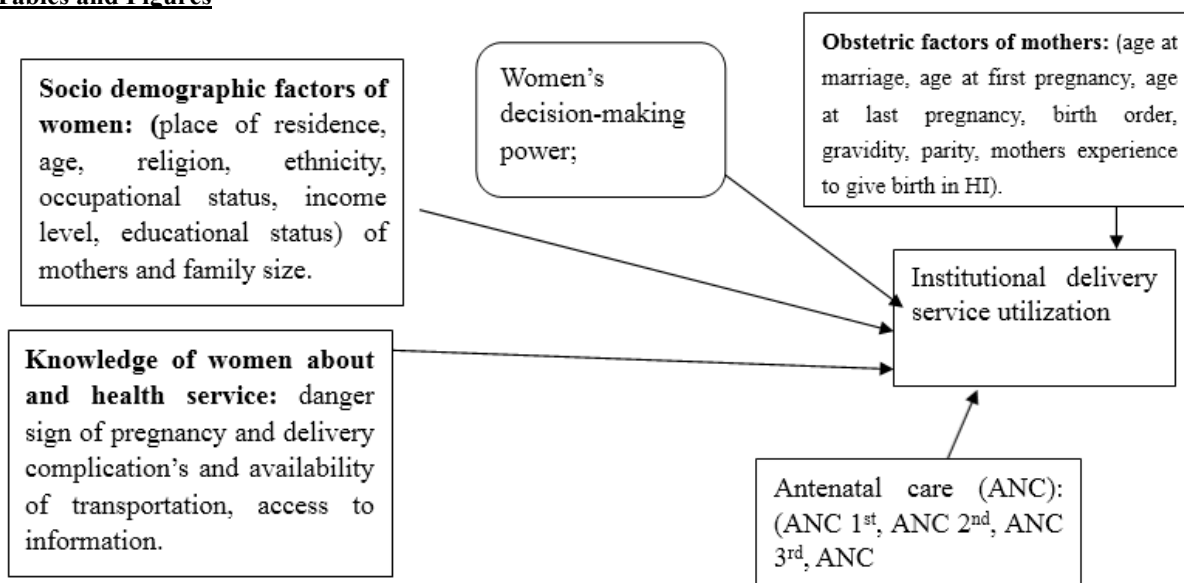 Tables and Figures
Socio demographic factors of
women: (place of residence,
age, religion, ethnicity,
occupational status, income
level, educational status) of
mothers and family size.
Women’s
decision-making
power;
Obstetric factors of mothers: (age at
marriage, age at first pregnancy, age
at last pregnancy, birth order,
gravidity, parity, mothers experience
to give birth in HI).
Institutional delivery
service utilization
Knowledge of women about
and health service: danger
sign of pregnancy and delivery
complication’s and availability
of transportation, access to
information.
Antenatal care (ANC):
(ANC 1st, ANC 2nd, ANC
3rd, ANC